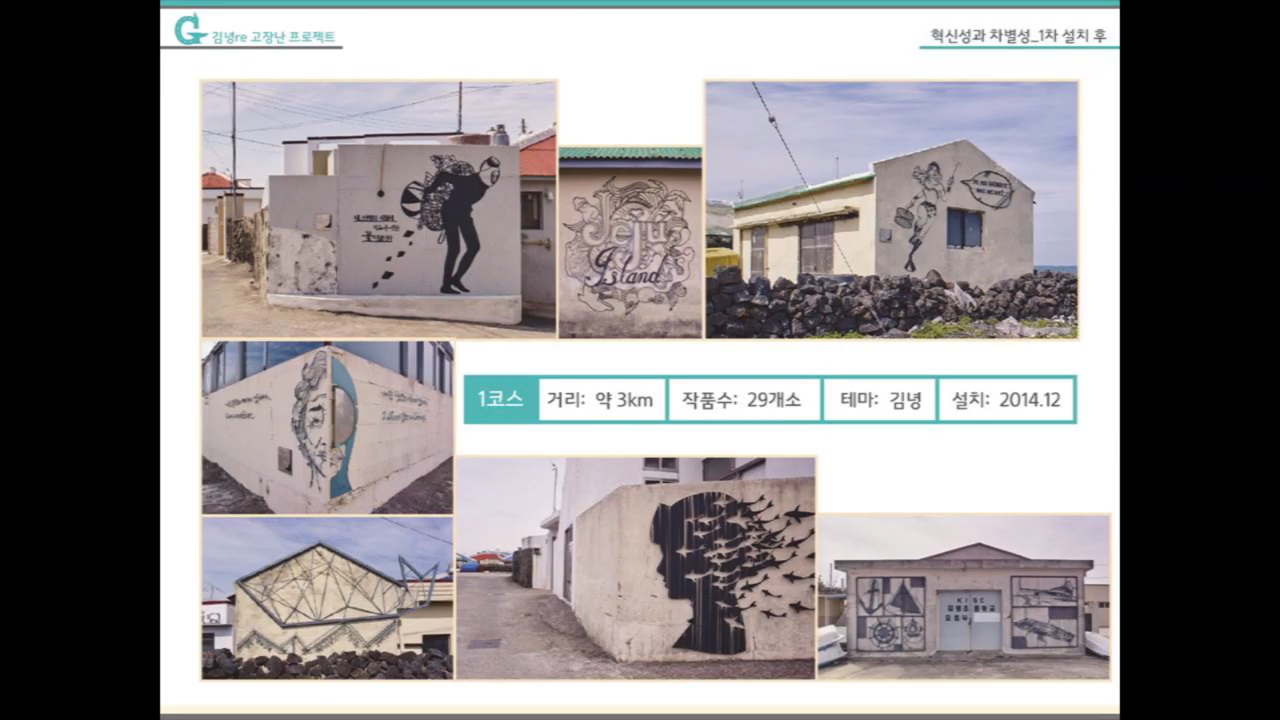 김녕re 고장난 프로젝트
혁신성과 차별성_1차 설치 후
Jeju
Island
1코스 거리: 약 3km 작품수: 29개소 테마: 김녕 설치: 2014.12